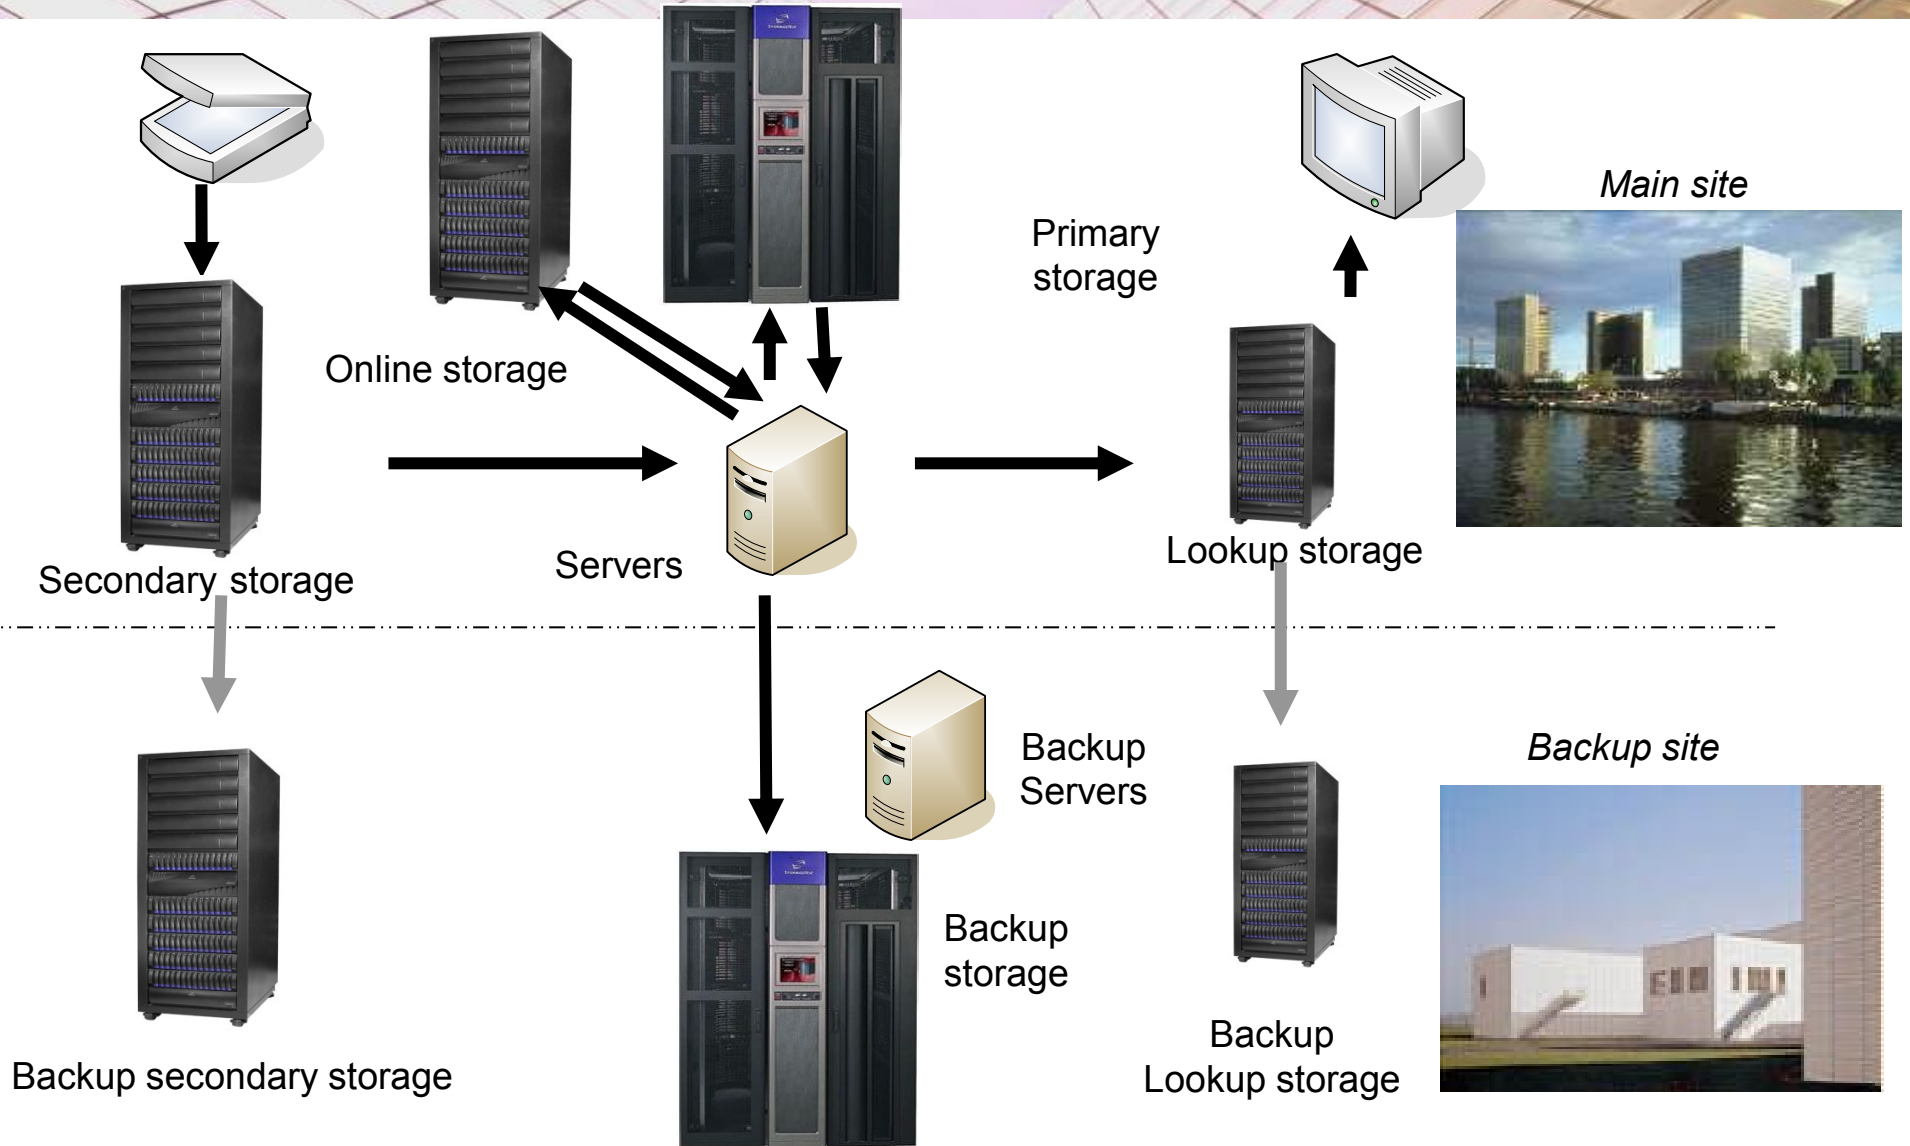 Main site
Primary
storage
Online storage
Servers
Lookup storage
Secondary storage
Backup
Servers
Backup site
Backup
storage
Backup
Lookup storage
Backup secondary storage